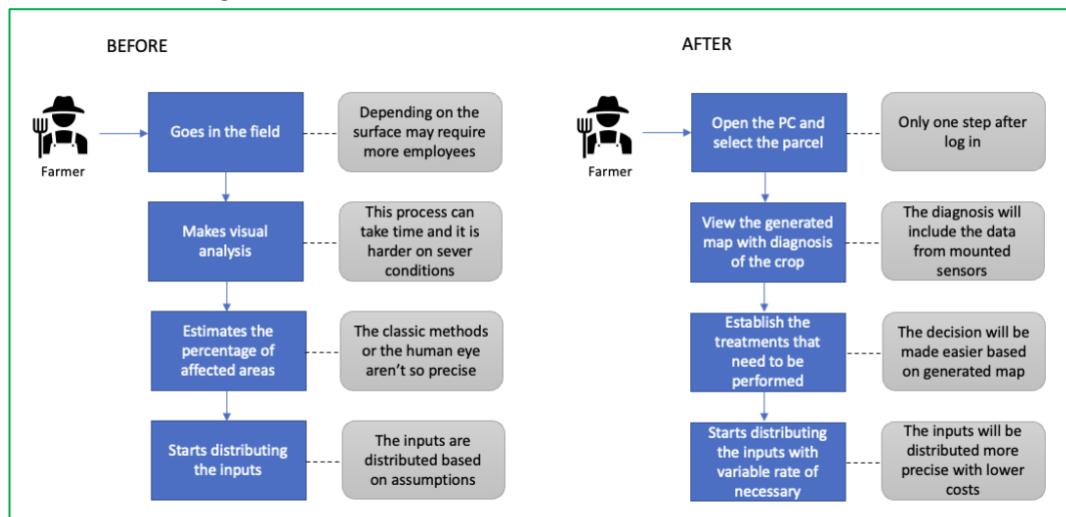 BEFORE
Farmer
Goes in the field
Depending on the
surface may require
more employees
Makes visual
analysis
This process can
take time and it is
harder on sever
conditions
Estimates the
percentage of
affected areas
The classic methods
or the human eye
aren't so precise
Starts distributing
the inputs
The inputs are
distributed based
on assumptions
AFTER
Farmer
Open the PC and
select the parcel
Only one step after
log in
View the generated
map with diagnosis
of the crop
The diagnosis will
include the data
from mounted
sensors
Establish the
treatments that
need to be
performed
The decision will be
made easier based
on generated map
Starts distributing
the inputs with
variable rate of
necessary
The inputs will be
distributed more
precise with lower
costs